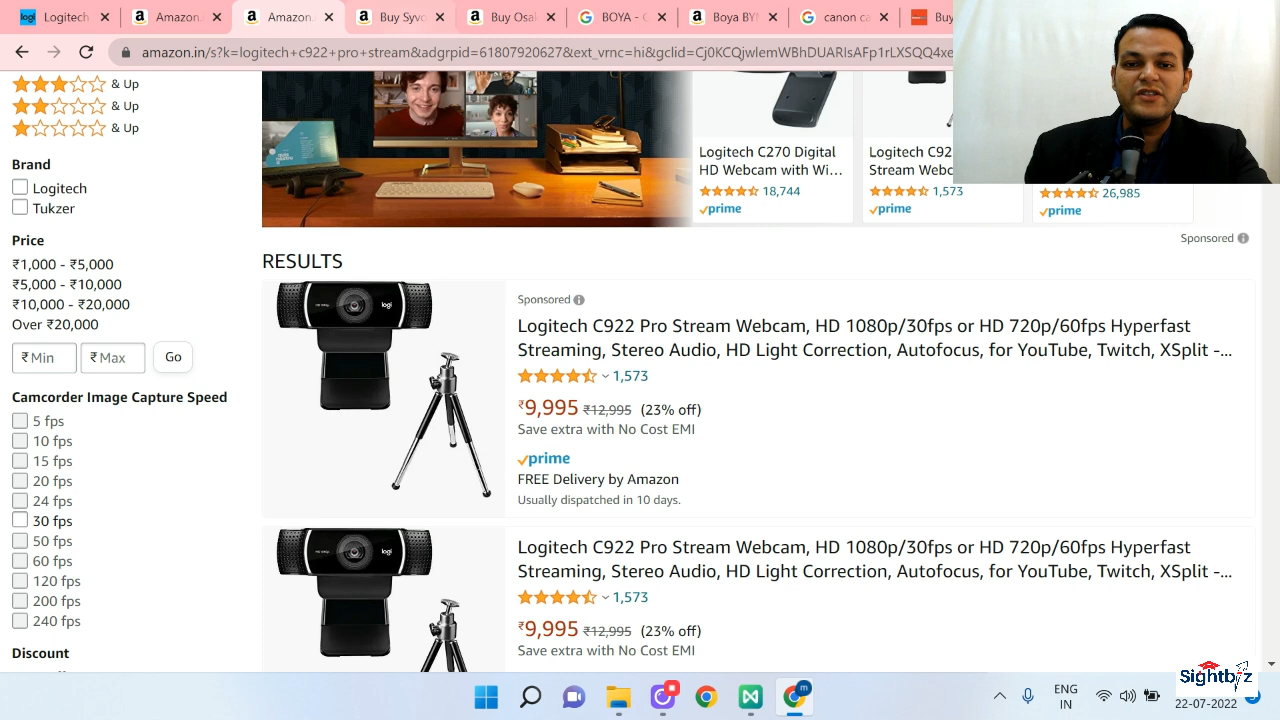 Logitech
Amazon
Amazon
Buy Syv
Buy Osai
BOYA -
Boya BYN
canon ca
Buy
amazon.in/s?k=logitech+c922+pro+stream&adgrpid=61807920627&ext_vrnc=hi&gclid=Cj0KCQjwlemWBhDUARIsAFp1rLXSQQ4xe
& Up
& Up
& Up
Brand
Logitech
Tukzer
Price
₹1,000 - ₹5,000
₹5,000 - ₹10,000
₹10,000 - ₹20,000
Over ₹20,000
₹ Min
₹ Max
Go
Camcorder Image Capture Speed
5 fps
10 fps
15 fps
20 fps
24 fps
30 fps
50 fps
60 fps
120 fps
200 fps
240 fps
Discount
Logitech C270 Digital
HD Webcam with Wi...
18,744
prime
Logitech C92
Stream Webc
1,573
prime
26,985
prime
Sponsored
RESULTS
logi
Sponsored
Logitech C922 Pro Stream Webcam, HD 1080p/30fps or HD 720p/60fps Hyperfast
Streaming, Stereo Audio, HD Light Correction, Autofocus, for YouTube, Twitch, XSplit -...
1,573
₹9,995 ₹12,995 (23% off)
Save extra with No Cost EMI
prime
FREE Delivery by Amazon
Usually dispatched in 10 days.
logi
Logitech C922 Pro Stream Webcam, HD 1080p/30fps or HD 720p/60fps Hyperfast
Streaming, Stereo Audio, HD Light Correction, Autofocus, for YouTube, Twitch, XSplit -...
1,573
₹9,995 ₹12,995 (23% off)
Save extra with No Cost EMI
m
ENG
IN
22-07-2022
Sightbiz